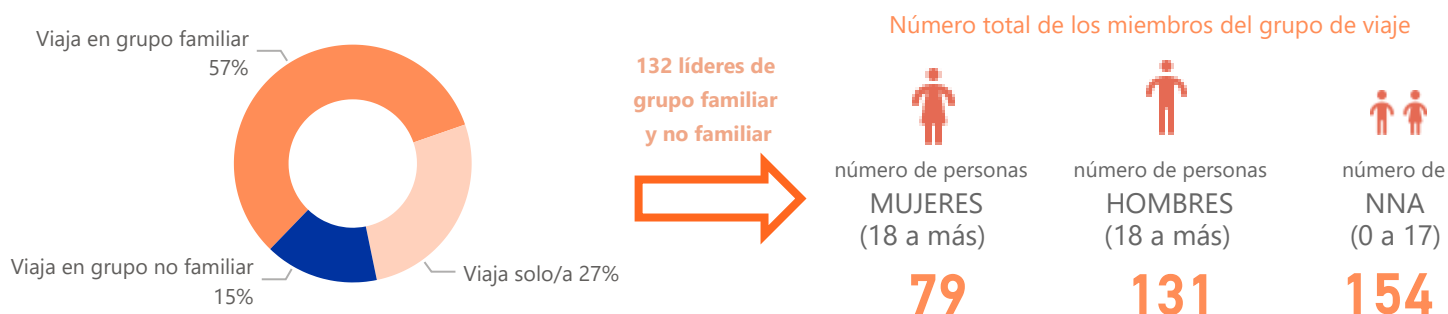 Viaja en grupo familiar
57%
Viaja en grupo no familiar
15%
Viaja solo/a 27%
132 líderes de
grupo familiar
y no familiar
Número total de los miembros del grupo de viaje
número de personas
MUJERES
(18 a más)
79
número de personas
HOMBRES
(18 a más)
131
número de
NNA
(0 a 17)
154